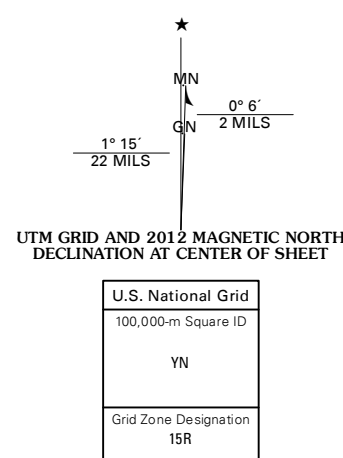 ★
MN
0° 6´
GN
2 MILS
1° 15´
22 MILS
UTM GRID AND 2012 MAGNETIC NORTH
DECLINATION AT CENTER OF SHEET
U.S. National Grid
100,000-m Square ID
YN
Grid Zone Designation
15R